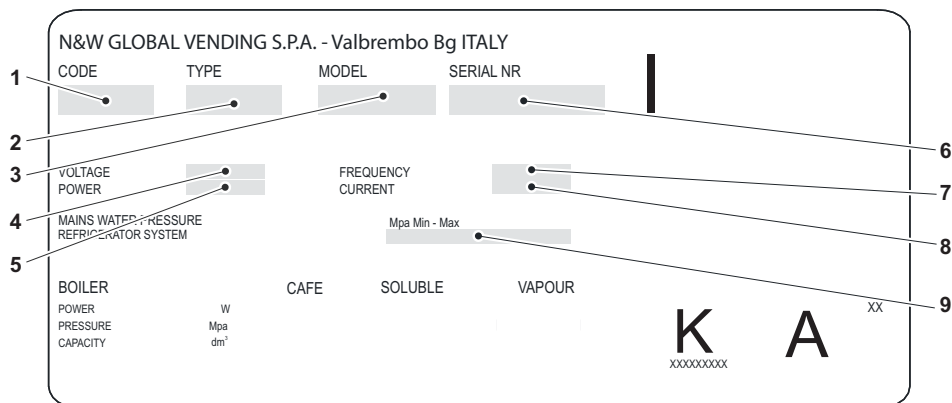 N&W GLOBAL VENDING S.P.A. - Valbrembo Bg ITALY
CODE TYPE MODEL SERIAL NR
1
2
3
4
5
6
7
8
9
VOLTAGE FREQUENCY
POWER CURRENT
MAINS WATER PRESSURE Mpa Min - Max
REFRIGERATOR SYSTEM
BOILER CAFE SOLUBLE VAPOUR
POWER W
PRESSURE Mpa
CAPACITY dm³
K A XX
XXXXXXXXX